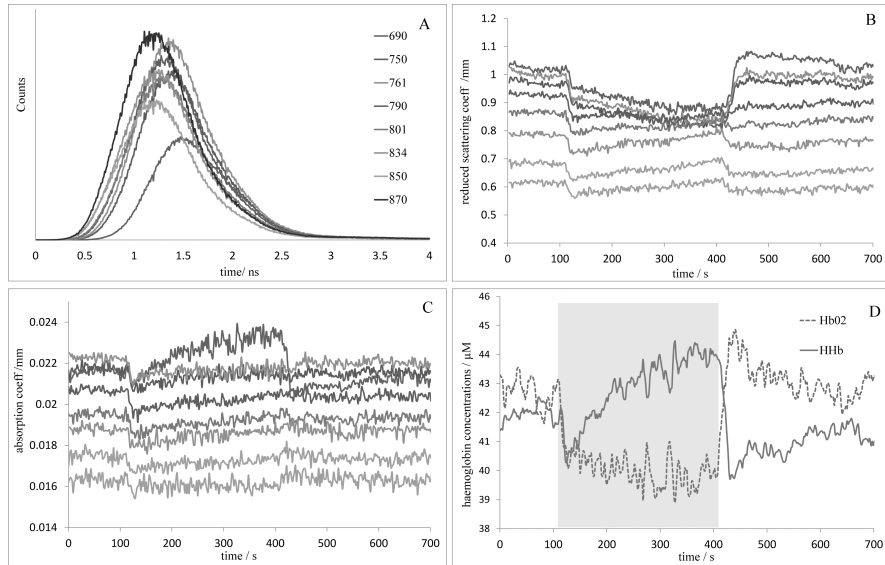 A
Counts
690
750
761
790
801
834
850
870
0 0.5 1 1.5 2 2.5 3 3.5 4
time/ ns
B
reduced scattering coeff /mm
1.2
1.1
1
0.9
0.8
0.7
0.6
0.5
0.4
0 100 200 300 400 500 600 700
time / s
C
absorption coeff /mm
0.024
0.022
0.02
0.018
0.016
0.014
0 100 200 300 400 500 600 700
time / s
D
haemoglobin concentrations / μM
46
45
44
43
42
41
40
39
38
Hb02
HHb
0 100 200 300 400 500 600 700
time / s